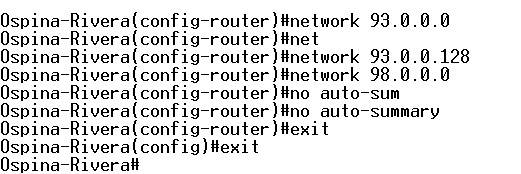 Ospina-Rivera(config-router)#network 93.0.0.0
Ospina-Rivera(config-router)#net
Ospina-Rivera(config-router)#network 93.0.0.128
Ospina-Rivera(config-router)#network 98.0.0.0
Ospina-Rivera(config-router)#no auto-sum
Ospina-Rivera(config-router)#no auto-summary
Ospina-Rivera(config-router)#exit
Ospina-Rivera(config)#exit
Ospina-Rivera#